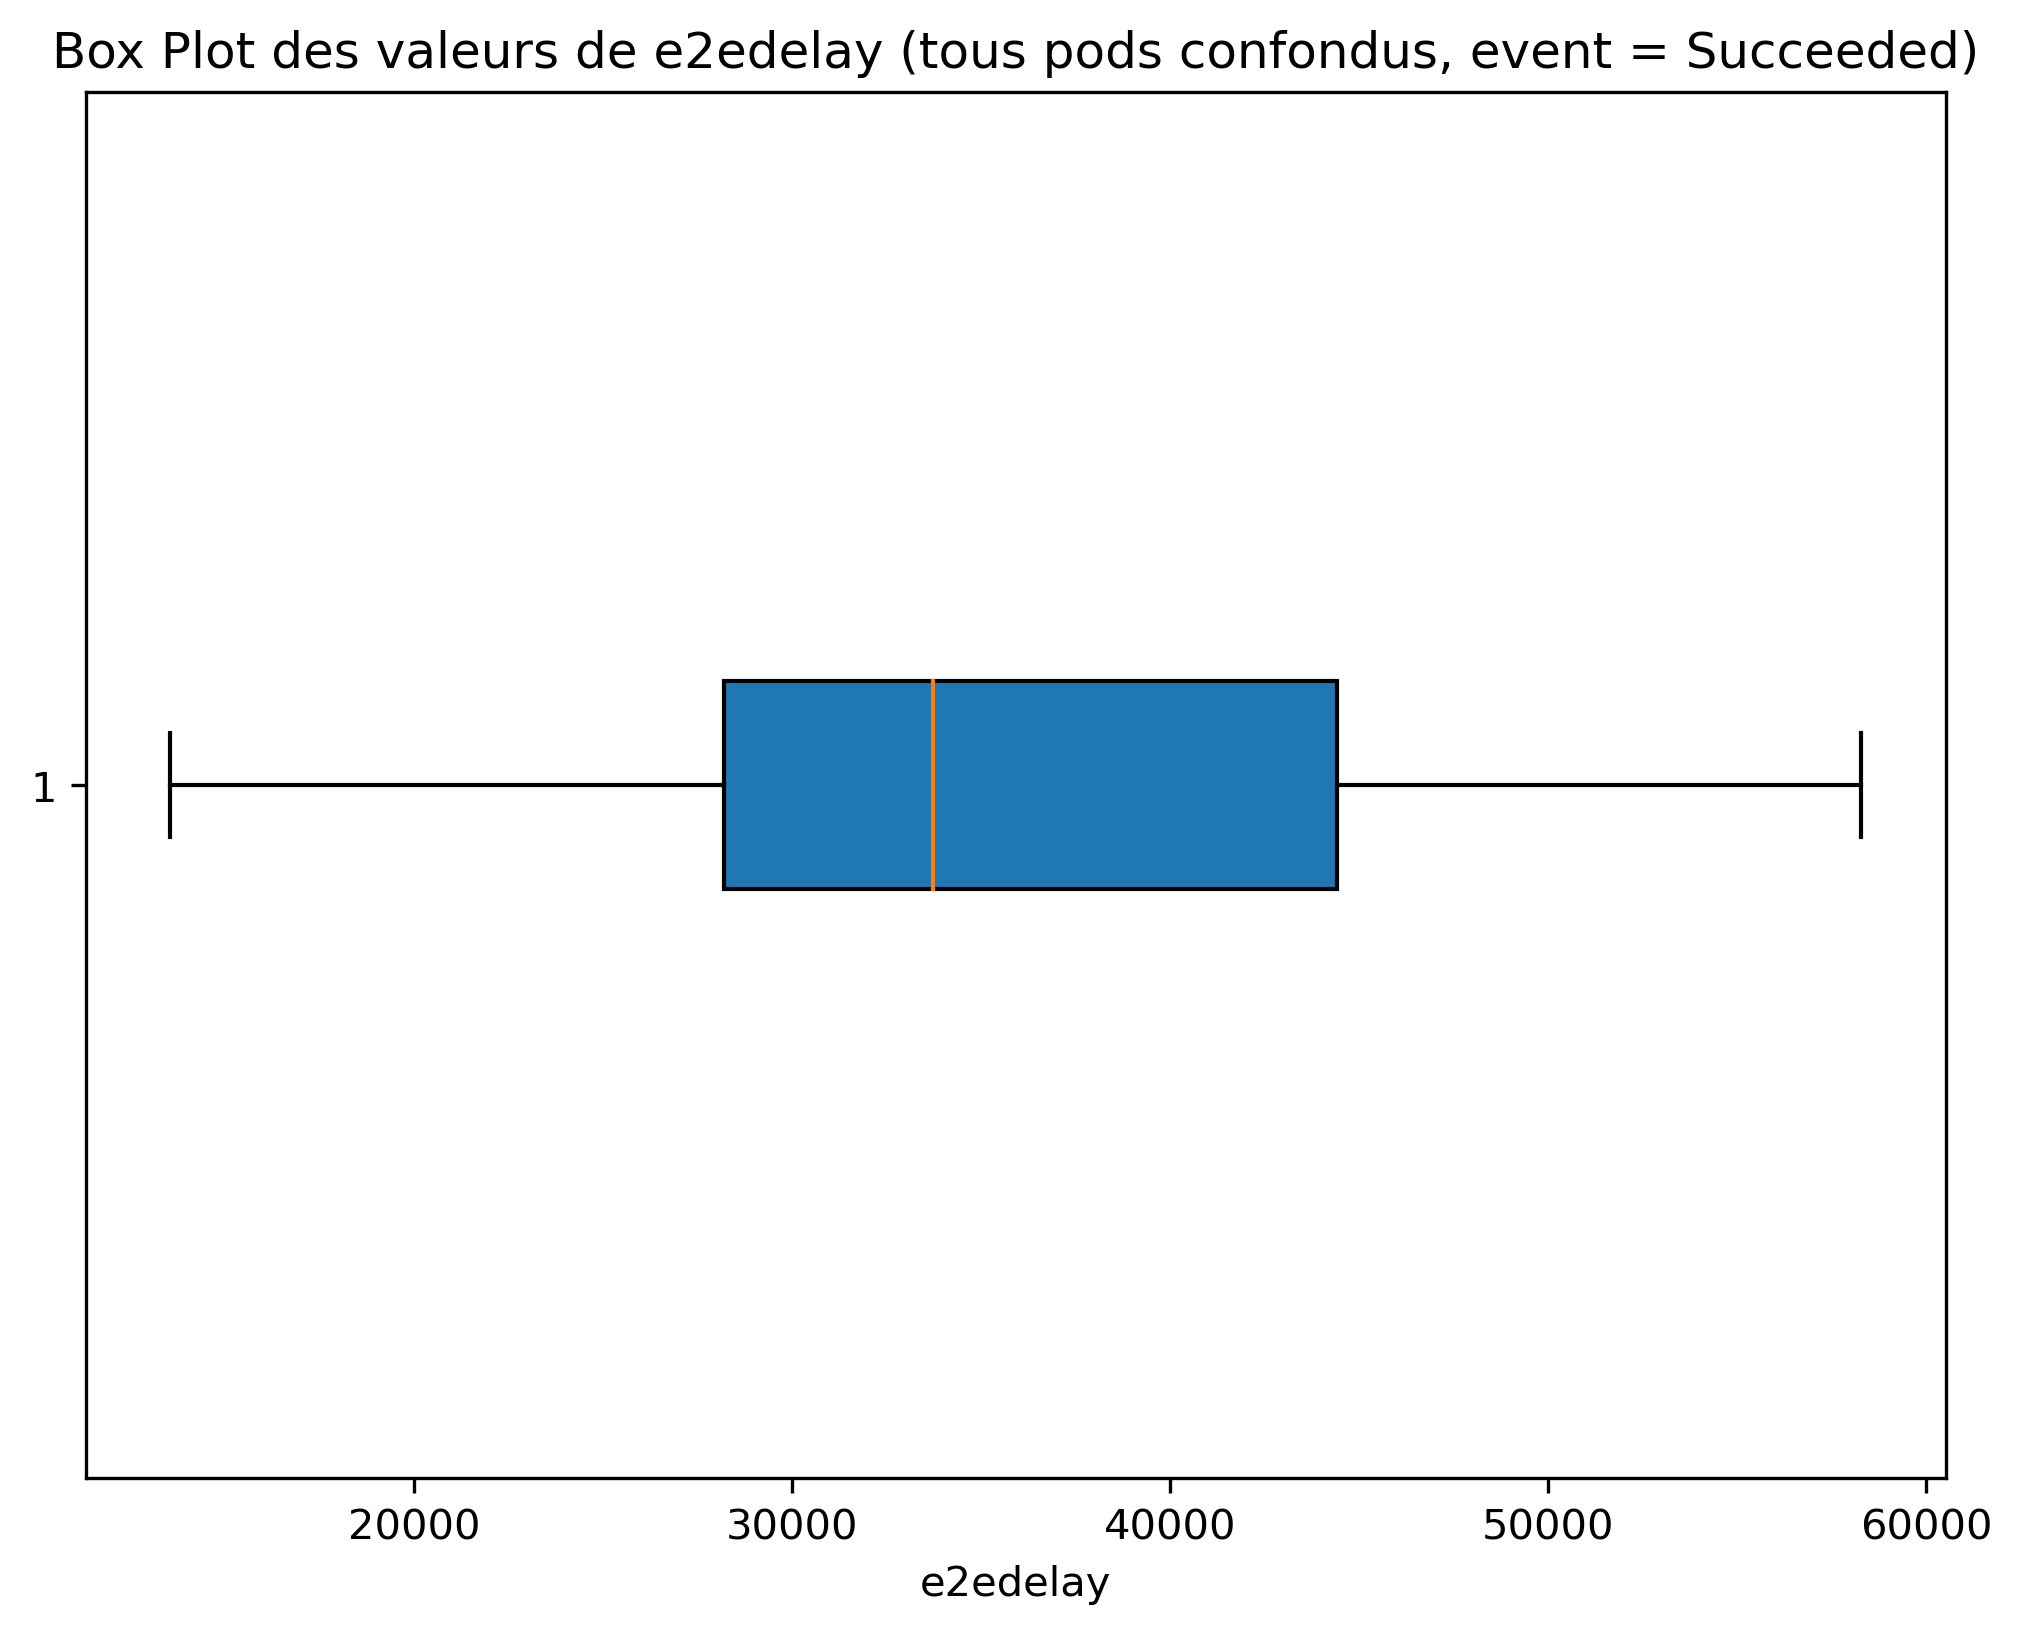 Box Plot des valeurs de e2edelay (tous pods confondus, event = Succeeded)
1
20000 30000 40000 50000 60000
e2edelay